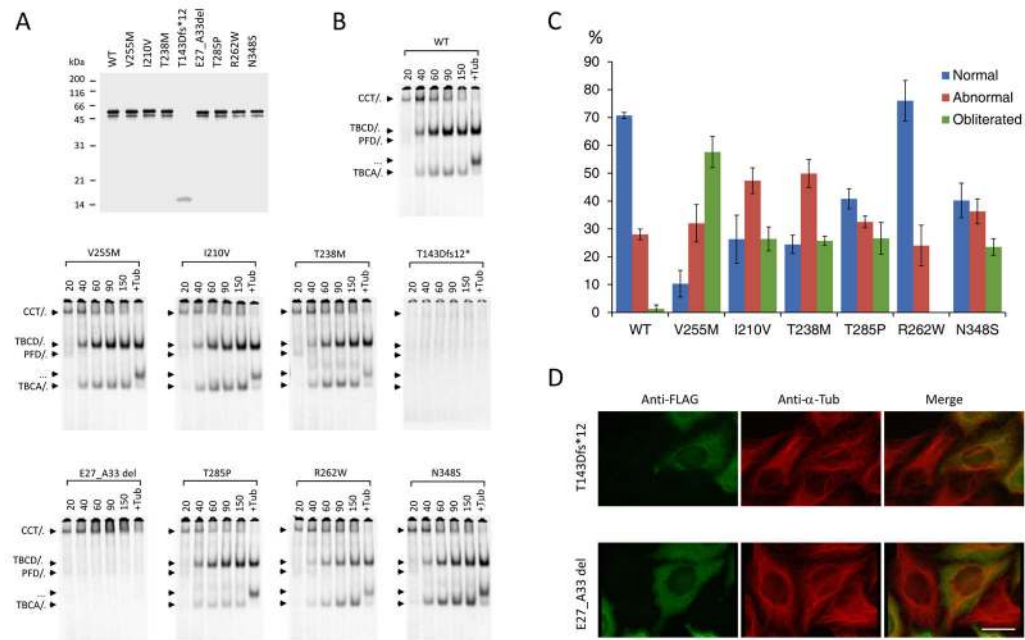 A
WT
V255M
I210V
T238M
T143Dfs*12
E27_A33del
T285P
R262W
N348S
kDa
200
116
66
45
31
21
14
B
WT
20 40 60 90 150 +Tub
CCT/.
TBCD/.
PFD/.
...
TBCA/.
V255M
20 40 60 90 150 +Tub
CCT/.
TBCD/.
PFD/.
...
TBCA/.
I210V
20 40 60 90 150 +Tub
T238M
20 40 60 90 150 +Tub
T143Dfs12*
20 40 60 90 150 +Tub
E27_A33 del
20 40 60 90 150 +Tub
CCT/.
TBCD/.
PFD/.
...
TBCA/.
T285P
20 40 60 90 150 +Tub
R262W
20 40 60 90 150 +Tub
N348S
20 40 60 90 150 +Tub
C
%
90
80
70
60
50
40
30
20
10
0
Normal
Abnormal
Obliterated
WT V255M I210V T238M T285P R262W N348S
D
Anti-FLAG Anti-α-Tub Merge
T143Dfs*12
E27_A33 del